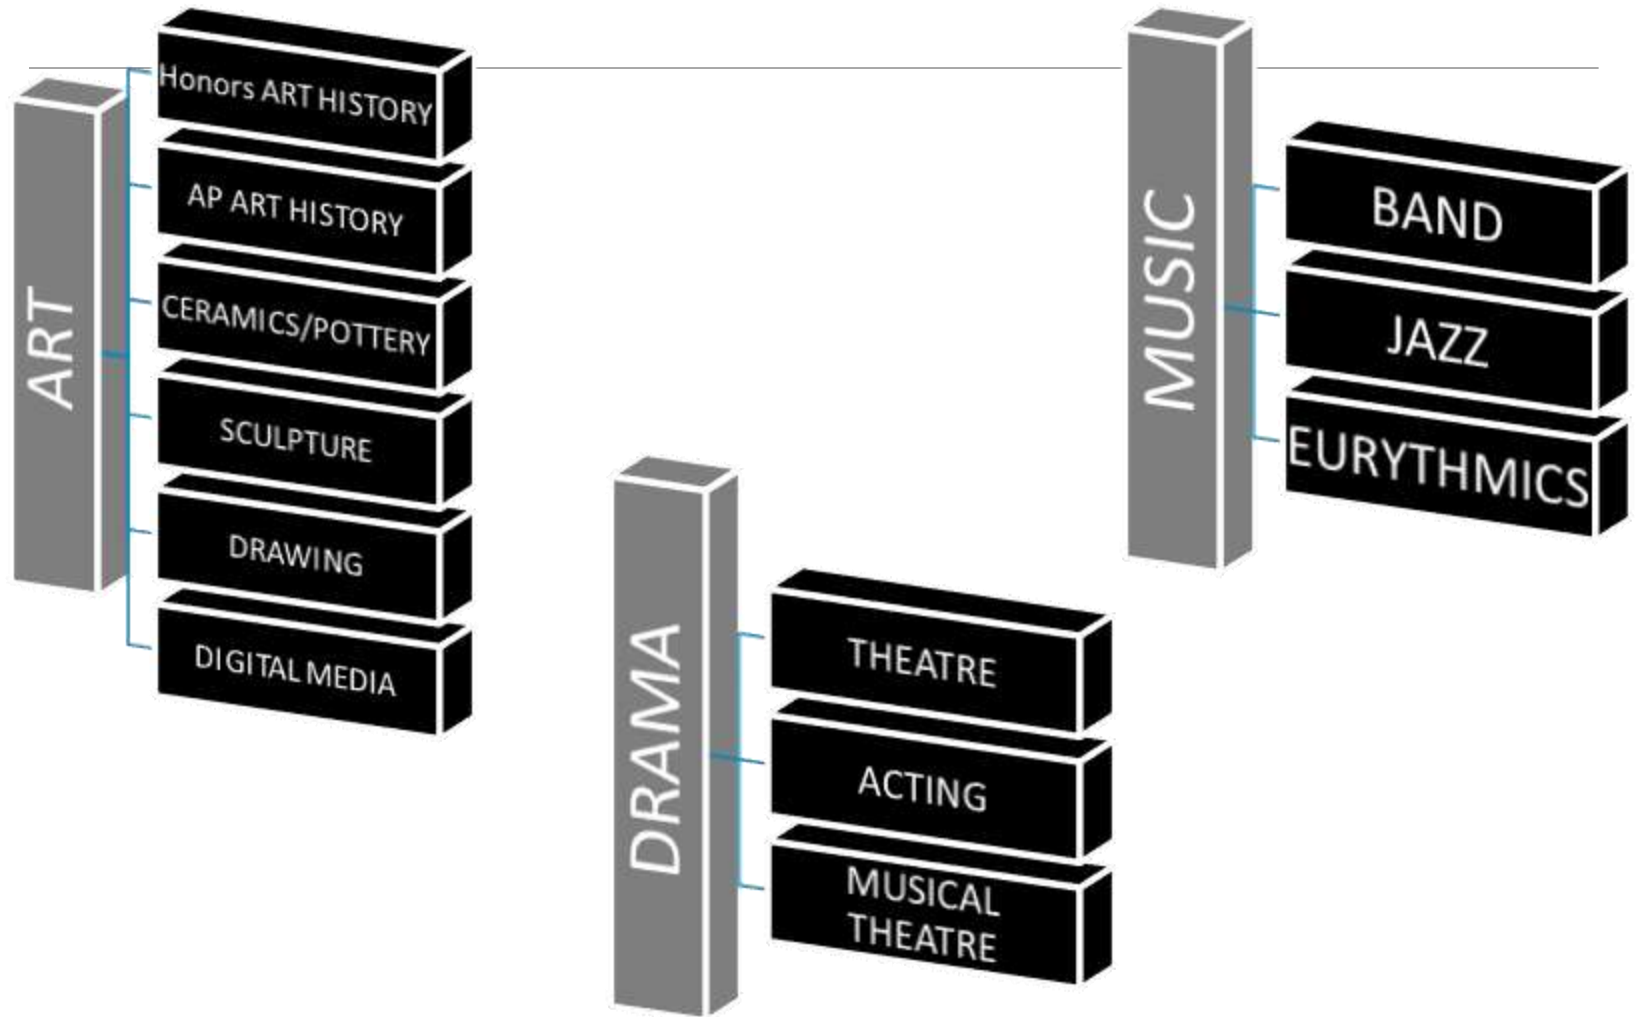 ART
Honors ART HISTORY
AP ART HISTORY
CERAMICS/POTTERY
SCULPTURE
DRAWING
DIGITAL MEDIA
DRAMA
THEATRE
ACTING
MUSICAL
THEATRE
MUSIC
BAND
JAZZ
EURYTHMICS